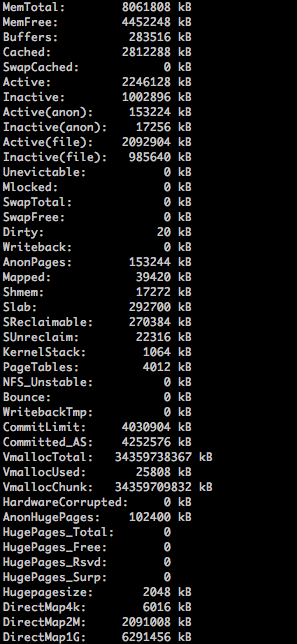 MemTotal: 8061808 kB
MemFree: 4452248 kB
Buffers: 283516 kB
Cached: 2812288 kB
SwapCached: 0 kB
Active: 2246128 kB
Inactive: 1002896 kB
Active(anon): 153224 kB
Inactive(anon): 17256 kB
Active(file): 2092904 kB
Inactive(file): 985640 kB
Unevictable: 0 kB
Mlocked: 0 kB
SwapTotal: 0 kB
SwapFree: 0 kB
Dirty: 20 kB
Writeback: 0 kB
AnonPages: 153244 kB
Mapped: 39420 kB
Shmem: 17272 kB
Slab: 292700 kB
SReclaimable: 270384 kB
SUnreclaim: 22316 kB
KernelStack: 1064 kB
PageTables: 4012 kB
NFS_Unstable: 0 kB
Bounce: 0 kB
WritebackTmp: 0 kB
CommitLimit: 4030904 kB
Committed_AS: 4252576 kB
VmallocTotal: 34359738367 kB
VmallocUsed: 25808 kB
VmallocChunk: 34359709832 kB
HardwareCorrupted: 0 kB
AnonHugePages: 102400 kB
HugePages_Total: 0
HugePages_Free: 0
HugePages_Rsvd: 0
HugePages_Surp: 0
Hugepagesize: 2048 kB
DirectMap4k: 6016 kB
DirectMap2M: 2091008 kB
DirectMap1G: 6291456 kB